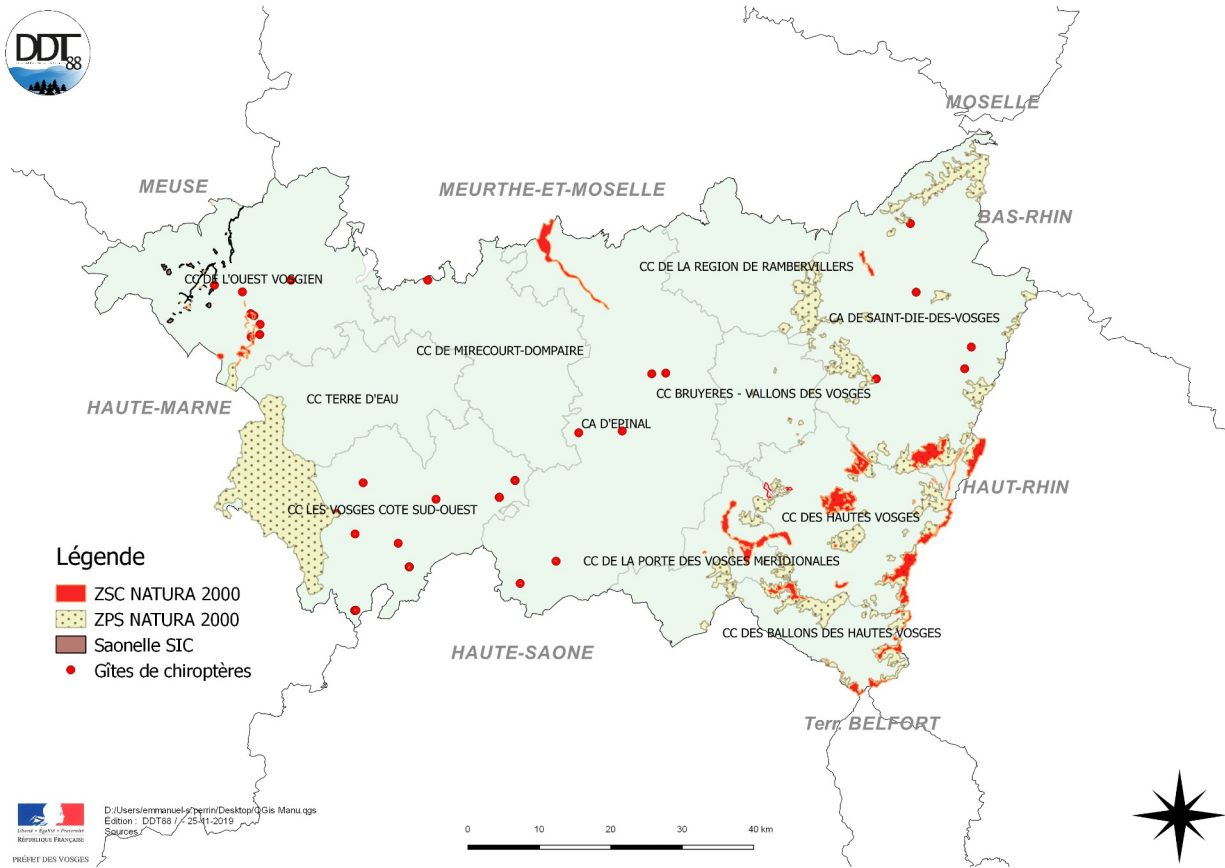 DDT
88
MOSELLE
MEUSE
MEURTHE-ET-MOSELLE
BAS-RHIN
CC DE LA REGION DE RAMBERVILLERS
CC DE L'OUEST VOSGIEN
CA DE SAINT-DIE-DES-VOSGES
CC DE MIRECOURT-DOMPAIRE
CC TERRE D'EAU
CC BRUYERES - VALLONS DES VOSGES
HAUTE-MARNE
CA D'EPINAL
HAUT-RHIN
CC LES VOSGES COTE SUD-OUEST
CC DES HAUTES VOSGES
CC DE LA PORTE DES VOSGES MERIDIONALES
CC DES BALLONS DES HAUTES VOSGES
HAUTE-SAONE
Terr. BELFORT
Légende
ZSC NATURA 2000
ZPS NATURA 2000
Saonelle SIC
Gîtes de chiroptères
Liberté • Égalité • Fraternité
RÉPUBLIQUE FRANÇAISE
PRÉFET DES VOSGES
D:/Users/emmanuel-s.perrin/Desktop/QGis Manu.qgs
Edition : DDT88 / - 25-11-2019
Sources :
0 10 20 30 40 km